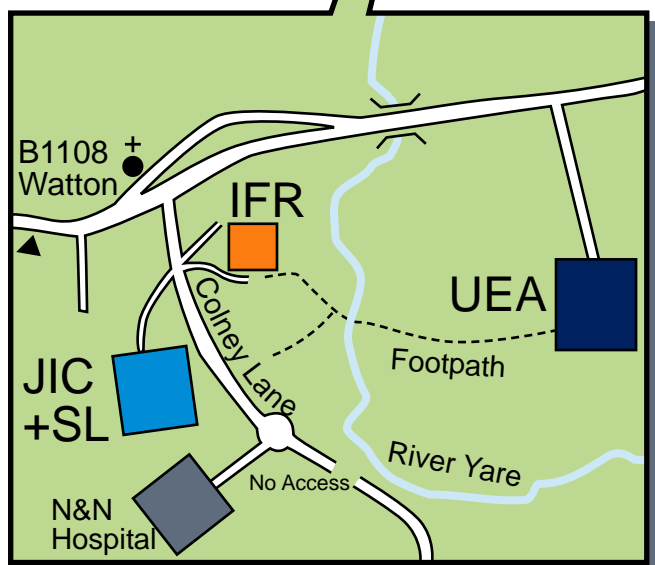 B1108
Watton
IFR
UEA
Colney Lane
JIC
+SL
Footpath
River Yare
No Access
N&N
Hospital